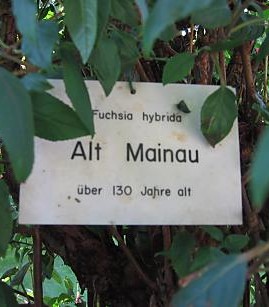 Fuchsia hybrida
Alt Mainau
über 130 Jahre alt